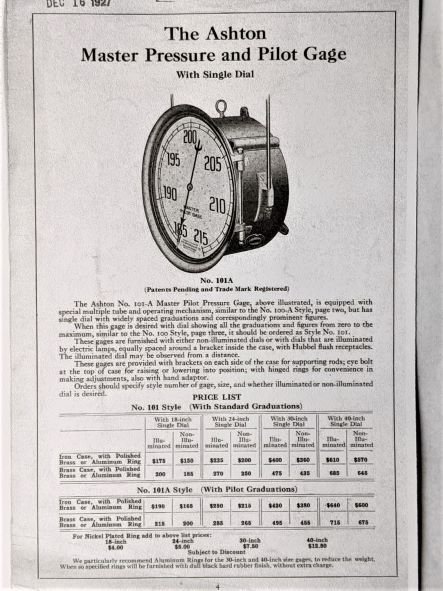 DEC 16 1927
The Ashton
Master Pressure and Pilot Gage
With Single Dial
200
195 205
190 210
185 215
No. 101A
(Patents Pending and Trade Mark Registered)
The Ashton No. 101-A Master Pilot Pressure Gage, above illustrated, is equipped with
special multiple tube and operating mechanism, similar to the No. 100-A Style, page two, but has
single dial with widely spaced graduations and correspondingly prominent figures.
When this gage is desired with dial showing all the graduations and figures from zero to the
maximum, similar to the No. 100 Style, page three, it should be ordered as Style No. 101.
These gages are furnished with either non-illuminated dials or with dials that are illuminated
by electric lamps, equally spaced around a bracket inside the case, with Hubbel flush receptacles.
The illuminated dial may be observed from a distance.
These gages are provided with brackets on each side of the case for supporting rods; eye bolt
at the top of case for raising or lowering into position; with hinged rings for convenience in
making adjustments, also with hand adaptor.
Orders should specify style number of gage, size, and whether illuminated or non-illuminated
dial is desired.
PRICE LIST
No. 101 Style (With Standard Graduations)
With 18-inch Single Dial With 24-inch Single Dial With 30-inch Single Dial With 40-inch Single Dial
Illu-minated Non-Illu-minated Illu-minated Non-Illu-minated Illu-minated Non-Illu-minated Illu-minated Non-Illu-minated
Iron Case, with Polished
Brass or Aluminum Ring $175 $150 $235 $200 $400 $360 $610 $570
Brass Case, with Polished
Brass or Aluminum Ring 200 185 270 250 475 435 685 645
No. 101A Style (With Pilot Graduations)
Iron Case, with Polished
Brass or Aluminum Ring $190 $165 $250 $215 $420 $380 $640 $600
Brass Case, with Polished
Brass or Aluminum Ring 215 200 285 265 495 455 715 675
For Nickel Plated Ring add to above list prices:
18-inch 24-inch 30-inch 40-inch
$4.00 $5.00 $7.50 $12.50
Subject to Discount
We particularly recommend Aluminum Rings for the 30-inch and 40-inch size gages, to reduce the weight.
When so specified rings will be furnished with dull black hard rubber finish, without extra charge.
4